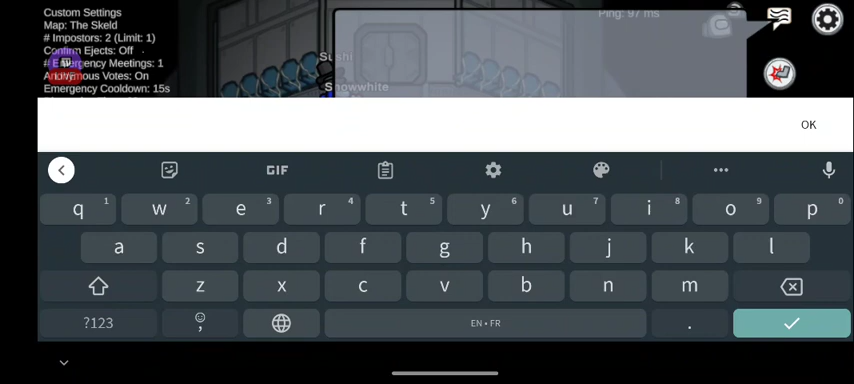 Custom Settings
Map: The Skeld
# Impostors: 2 (Limit: 1)
Confirm Ejects: Off
# Emergency Meetings: 1
Anonymous Votes: On
Emergency Cooldown: 15s
Ping: 97 ms
Sushi
Snowwhite
OK
GIF
q 1 w 2 e 3 r 4 t 5 y 6 u 7 i 8 o 9 p 0
a s d f g h j k l
z x c v b n m
?123 , EN • FR .